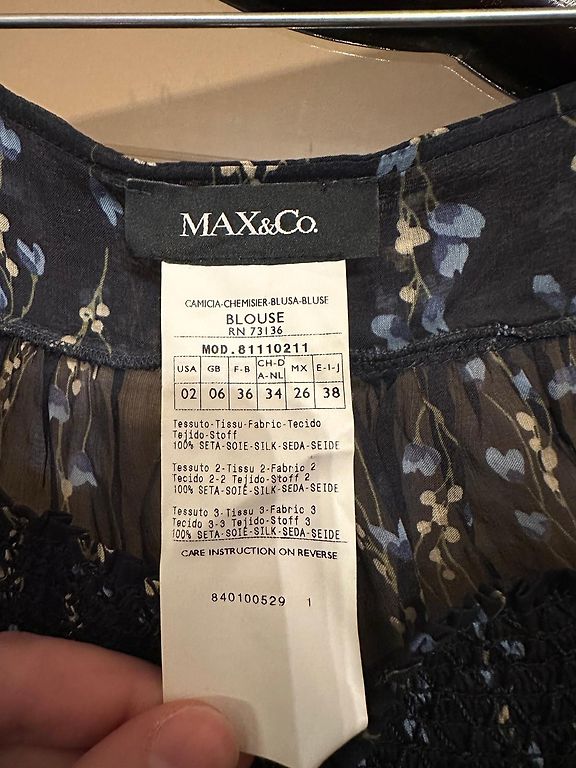 MAX&Co.
CAMICIA-CHEMISIER-BLUSA-BLUSE
BLOUSE
RN 73136
MOD.81110211
USA GB F-B CH-D A-NL MX E-I-J
02 06 36 34 26 38
Tessuto-Tissu-Fabric-Tecido
Tejido-Stoff
100% SETA-SOIE-SILK-SEDA-SEIDE
Tessuto 2-Tissu 2-Fabric 2
Tecido 2-2 Tejido-Stoff 2
100% SETA-SOIE-SILK-SEDA-SEIDE
Tessuto 3-Tissu 3-Fabric 3
Tecido 3-3 Tejido-Stoff 3
100% SETA-SOIE-SILK-SEDA-SEIDE
CARE INSTRUCTION ON REVERSE
840100529 1